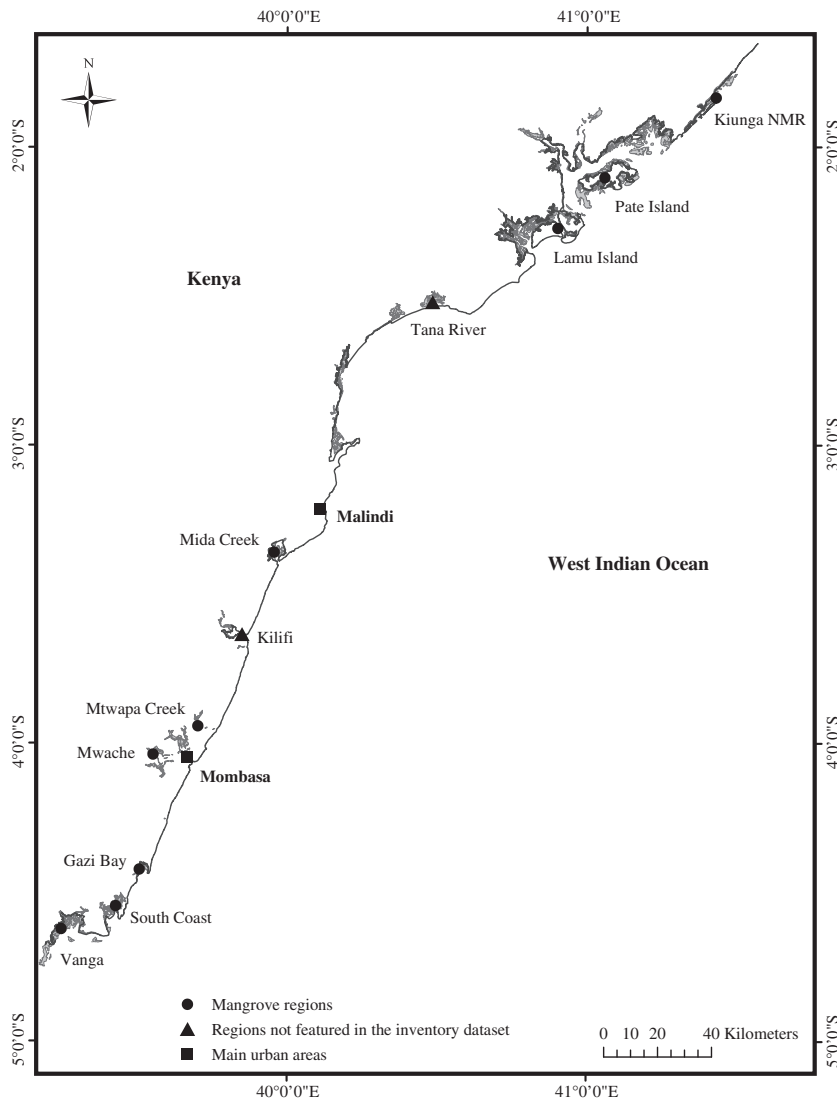 40°0'0"E
41°0'0"E
N
Kiunga NMR
2°0'0"S
2°0'0"S
Pate Island
Lamu Island
Kenya
Tana River
3°0'0"S
3°0'0"S
Malindi
Mida Creek
West Indian Ocean
Kilifi
Mtwapa Creek
4°0'0"S
Mwache
4°0'0"S
Mombasa
Gazi Bay
South Coast
Vanga
Mangrove regions
Regions not featured in the inventory dataset
0 10 20 40 Kilometers
Main urban areas
5°0'0"S
5°0'0"S
40°0'0"E
41°0'0"E